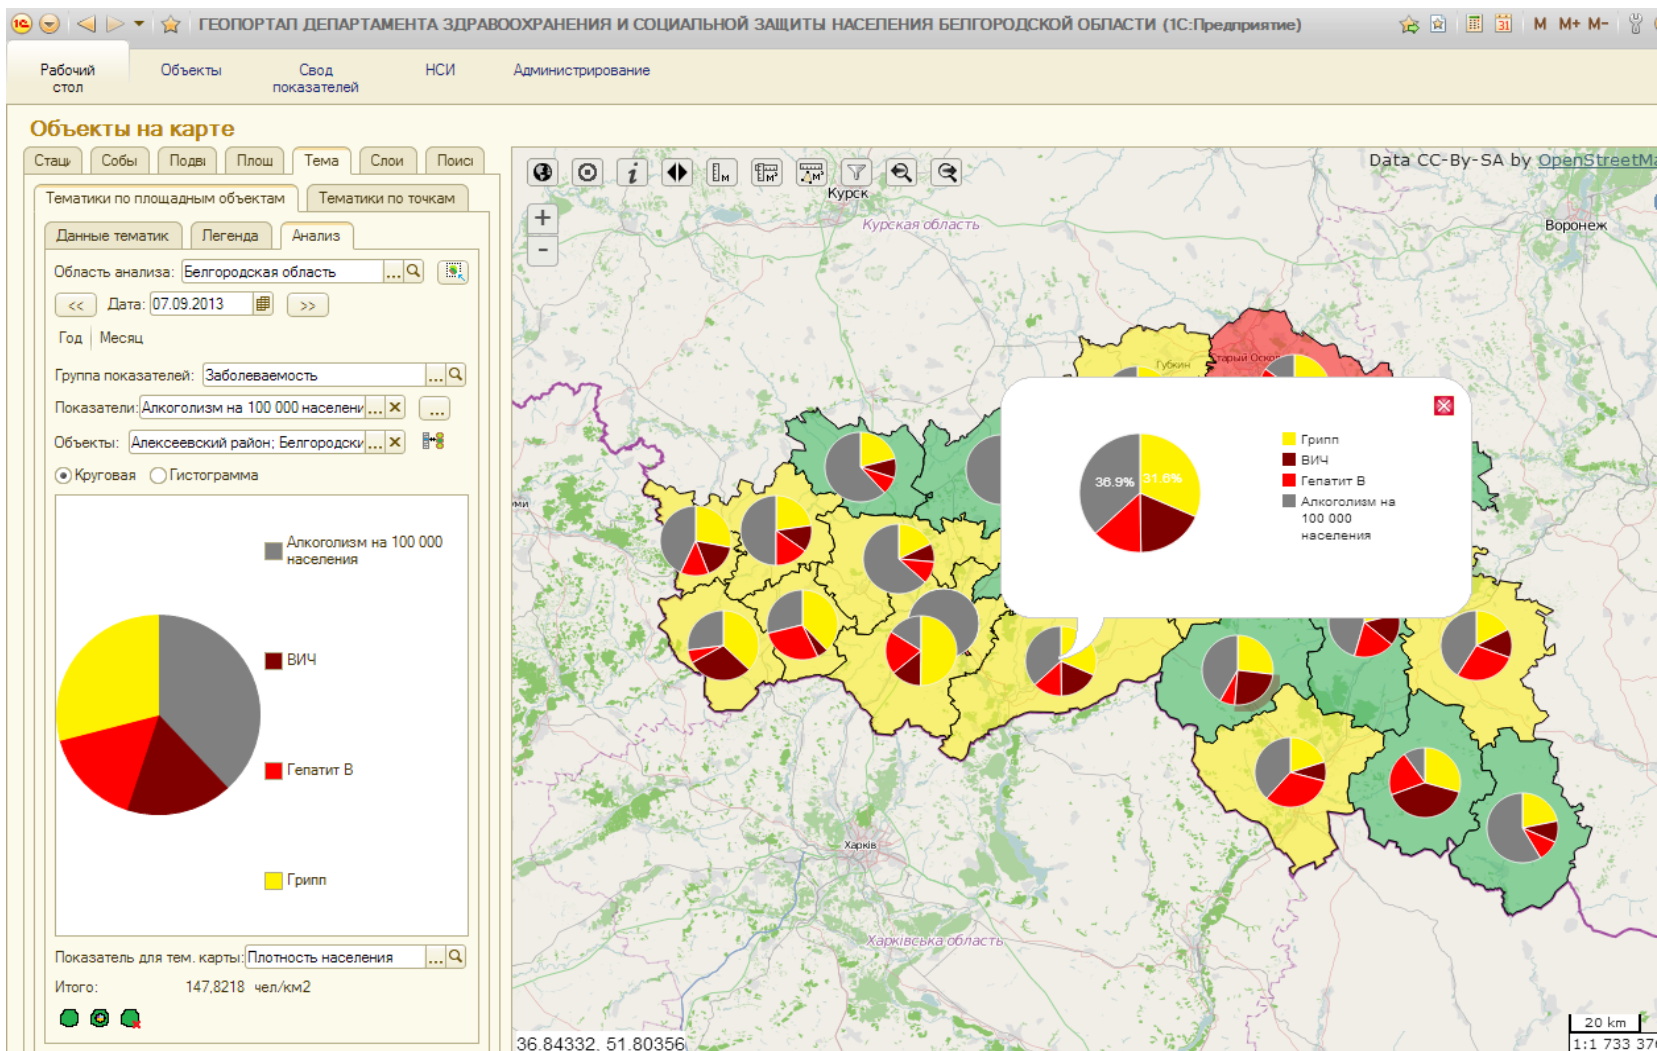 ГЕОПОРТАЛ ДЕПАРТАМЕНТА ЗДРАВООХРАНЕНИЯ И СОЦИАЛЬНОЙ ЗАЩИТЫ НАСЕЛЕНИЯ БЕЛГОРОДСКОЙ ОБЛАСТИ (1С:Предприятие)
31 M M+ M-
Рабочий стол
Объекты
Свод показателей
НСИ
Администрирование
Объекты на карте
Стац Собы Подві Площ Тема Слои Поисı
Тематики по площадным объектам Тематики по точкам
Данные тематик Легенда Анализ
Область анализа: Белгородская область ...
<< Дата: 07.09.2013 >>
Год Месяц
Группа показателей: Заболеваемость ...
Показатели: Алкоголизм на 100 000 населени ... ...
Объекты: Алексеевский район; Белгородски ...
Круговая Гистограмма
Алкоголизм на 100 000
населения
ВИЧ
Гепатит В
Грипп
Показатель для тем. карты: Плотность населения ...
Итого: 147,8218 чел/км2
Data CC-By-SA by OpenStreetMa
+
-
Курск
Курская область
Воронеж
Губкин
Старый Оскол
36.9% 31.6%
Грипп
ВИЧ
Гепатит В
Алкоголизм на
100 000
населения
Харків
Харківська область
36.84332, 51.80356
20 km
1:1 733 37